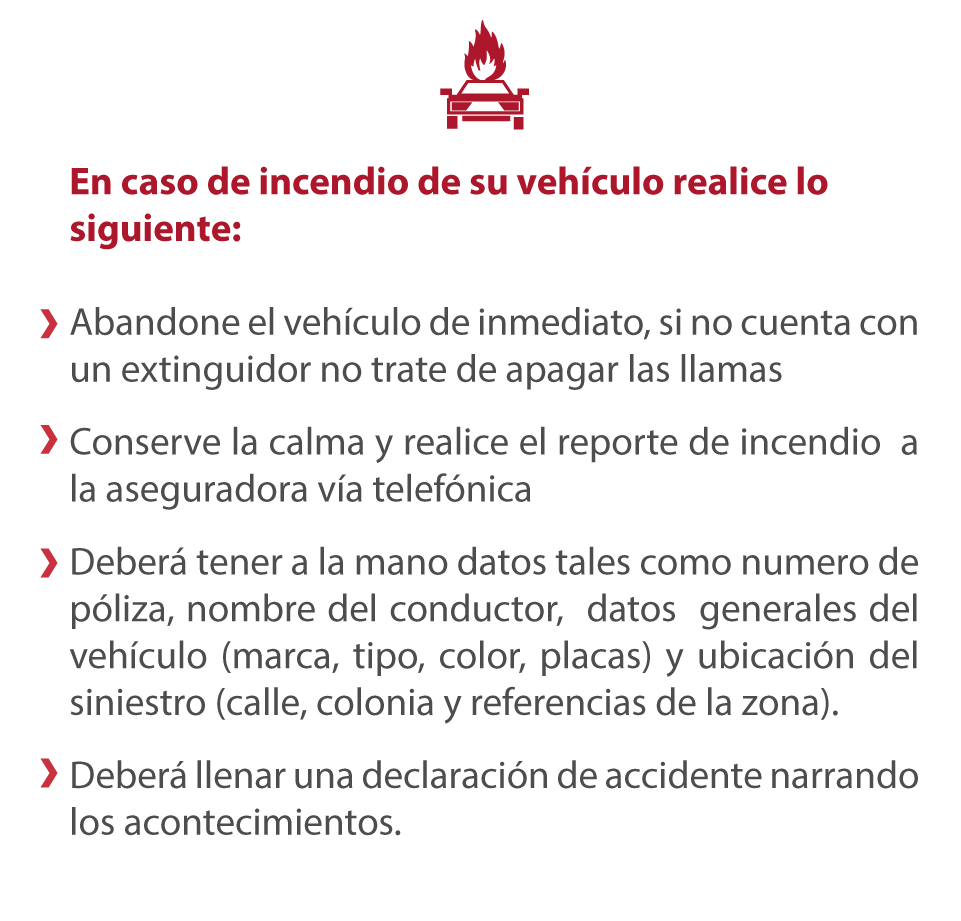 En caso de incendio de su vehículo realice lo
siguiente:
Abandone el vehículo de inmediato, si no cuenta con
un extinguidor no trate de apagar las llamas
Conserve la calma y realice el reporte de incendio  a
la aseguradora vía telefónica
Deberá tener a la mano datos tales como numero de
póliza, nombre del conductor,  datos  generales del
vehículo (marca, tipo, color, placas) y ubicación del
siniestro (calle, colonia y referencias de la zona).
Deberá llenar una declaración de accidente narrando
los acontecimientos.